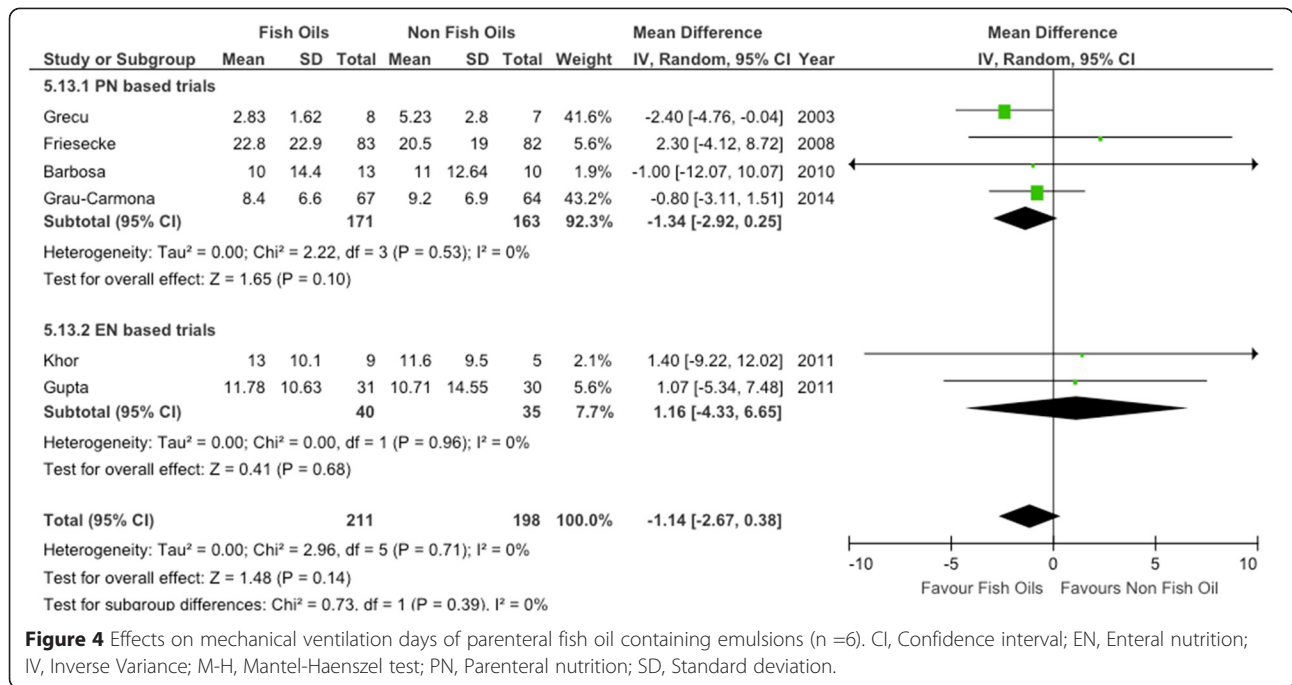 Fish Oils Non Fish Oils Mean Difference Mean Difference
Study or Subgroup Mean SD Total Mean SD Total Weight IV, Random, 95% CI Year IV, Random, 95% CI
5.13.1 PN based trials
Grecu 2.83 1.62 8 5.23 2.8 7 41.6% -2.40 [-4.76, -0.04] 2003
Friesecke 22.8 22.9 83 20.5 19 82 5.6% 2.30 [-4.12, 8.72] 2008
Barbosa 10 14.4 13 11 12.64 10 1.9% -1.00 [-12.07, 10.07] 2010
Grau-Carmona 8.4 6.6 67 9.2 6.9 64 43.2% -0.80 [-3.11, 1.51] 2014
Subtotal (95% CI) 171 163 92.3% -1.34 [-2.92, 0.25]
Heterogeneity: Tau² = 0.00; Chi² = 2.22, df = 3 (P = 0.53); I² = 0%
Test for overall effect: Z = 1.65 (P = 0.10)
5.13.2 EN based trials
Khor 13 10.1 9 11.6 9.5 5 2.1% 1.40 [-9.22, 12.02] 2011
Gupta 11.78 10.63 31 10.71 14.55 30 5.6% 1.07 [-5.34, 7.48] 2011
Subtotal (95% CI) 40 35 7.7% 1.16 [-4.33, 6.65]
Heterogeneity: Tau² = 0.00; Chi² = 0.00, df = 1 (P = 0.96); I² = 0%
Test for overall effect: Z = 0.41 (P = 0.68)
Total (95% CI) 211 198 100.0% -1.14 [-2.67, 0.38]
Heterogeneity: Tau² = 0.00; Chi² = 2.96, df = 5 (P = 0.71); I² = 0%
Test for overall effect: Z = 1.48 (P = 0.14)
Test for subgroup differences: Chi² = 0.73, df = 1 (P = 0.39), I² = 0%
-10 -5 0 5 10
Favour Fish Oils Favours Non Fish Oil
Figure 4 Effects on mechanical ventilation days of parenteral fish oil containing emulsions (n =6). CI, Confidence interval; EN, Enteral nutrition;
IV, Inverse Variance; M-H, Mantel-Haenszel test; PN, Parenteral nutrition; SD, Standard deviation.